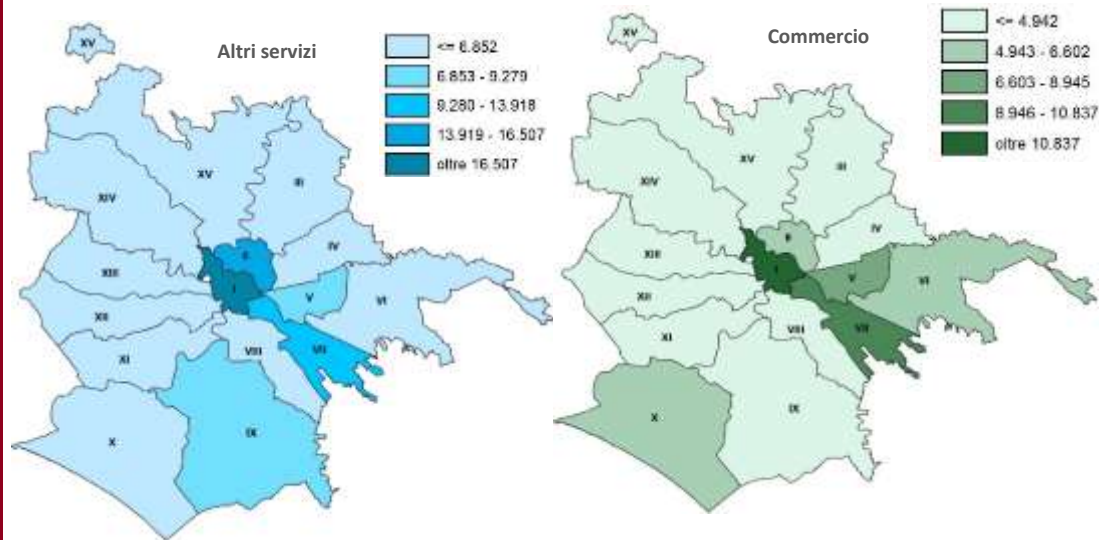 Altri servizi
<= 6.852
6.853 - 9.279
9.280 - 13.918
13.919 - 16.507
oltre 16.507
XV
XV
III
XIV
IV
II
XIII
I
V
VI
XII
VII
VIII
XI
IX
X
Commercio
<= 4.942
4.943 - 6.602
6.603 - 8.945
8.946 - 10.837
oltre 10.837
XV
XV
III
XIV
IV
II
XIII
I
V
VI
XII
VIII
VII
XI
IX
X